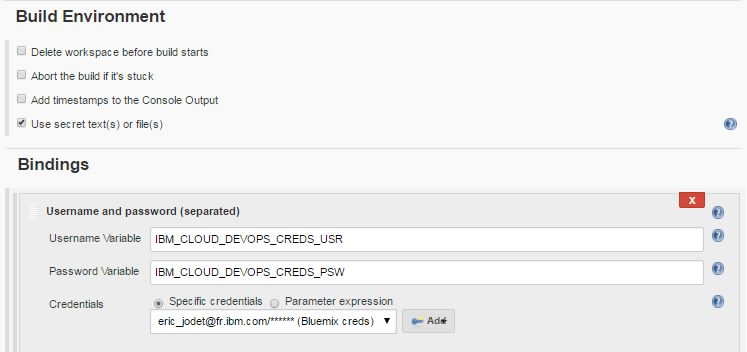 Build Environment
Delete workspace before build starts
Abort the build if it's stuck
Add timestamps to the Console Output
Use secret text(s) or file(s)
Bindings
X
Username and password (separated)
Username Variable IBM_CLOUD_DEVOPS_CREDS_USR
Password Variable IBM_CLOUD_DEVOPS_CREDS_PSW
Credentials Specific credentials Parameter expression
eric_jodet@fr.ibm.com/****** (Bluemix creds) Add